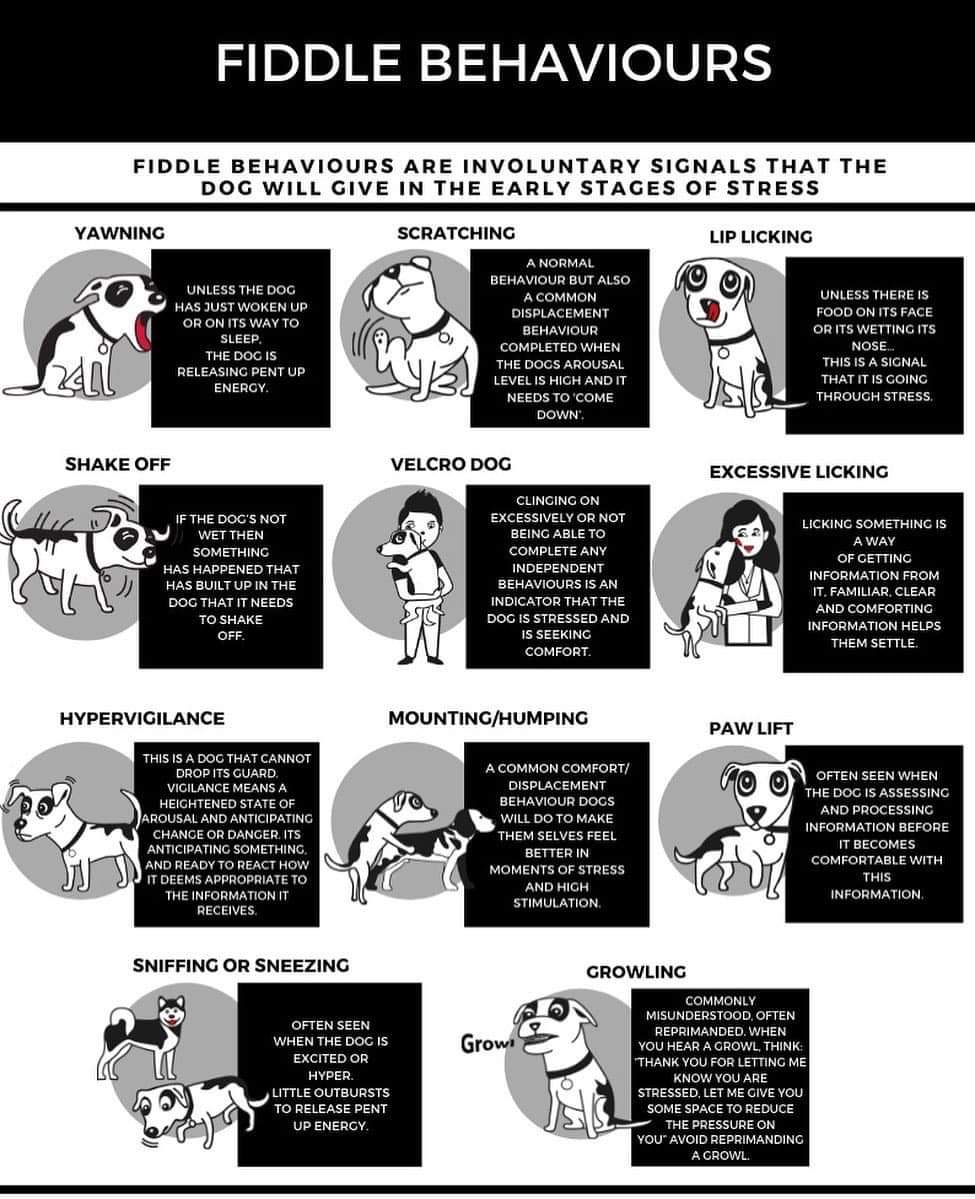 FIDDLE BEHAVIOURS
FIDDLE BEHAVIOURS ARE INVOLUNTARY SIGNALS THAT THE
DOG WILL GIVE IN THE EARLY STAGES OF STRESS
YAWNING
UNLESS THE DOG
HAS JUST WOKEN UP
OR ON ITS WAY TO
SLEEP,
THE DOG IS
RELEASING PENT UP
ENERGY.
SCRATCHING
A NORMAL
BEHAVIOUR BUT ALSO
A COMMON
DISPLACEMENT
BEHAVIOUR
COMPLETED WHEN
THE DOGS AROUSAL
LEVEL IS HIGH AND IT
NEEDS TO 'COME
DOWN'.
LIP LICKING
UNLESS THERE IS
FOOD ON ITS FACE
OR ITS WETTING ITS
NOSE...
THIS IS A SIGNAL
THAT IT IS GOING
THROUGH STRESS.
SHAKE OFF
IF THE DOG'S NOT
WET THEN
SOMETHING
HAS HAPPENED THAT
HAS BUILT UP IN THE
DOG THAT IT NEEDS
TO SHAKE
OFF.
VELCRO DOG
CLINGING ON
EXCESSIVELY OR NOT
BEING ABLE TO
COMPLETE ANY
INDEPENDENT
BEHAVIOURS IS AN
INDICATOR THAT THE
DOG IS STRESSED AND
IS SEEKING
COMFORT.
EXCESSIVE LICKING
LICKING SOMETHING IS
A WAY
OF GETTING
INFORMATION FROM
IT, FAMILIAR, CLEAR
AND COMFORTING
INFORMATION HELPS
THEM SETTLE.
HYPERVIGILANCE
THIS IS A DOG THAT CANNOT
DROP ITS GUARD.
VIGILANCE MEANS A
HEIGHTENED STATE OF
AROUSAL AND ANTICIPATING
CHANGE OR DANGER. ITS
ANTICIPATING SOMETHING,
AND READY TO REACT HOW
IT DEEMS APPROPRIATE TO
THE INFORMATION IT
RECEIVES.
MOUNTING/HUMPING
A COMMON COMFORT/
DISPLACEMENT
BEHAVIOUR DOGS
WILL DO TO MAKE
THEM SELVES FEEL
BETTER IN
MOMENTS OF STRESS
AND HIGH
STIMULATION.
PAW LIFT
OFTEN SEEN WHEN
THE DOG IS ASSESSING
AND PROCESSING
INFORMATION BEFORE
IT BECOMES
COMFORTABLE WITH
THIS
INFORMATION.
SNIFFING OR SNEEZING
OFTEN SEEN
WHEN THE DOG IS
EXCITED OR
HYPER.
LITTLE OUTBURSTS
TO RELEASE PENT
UP ENERGY.
GROWLING
Growl
COMMONLY
MISUNDERSTOOD, OFTEN
REPRIMANDED. WHEN
YOU HEAR A GROWL, THINK:
"THANK YOU FOR LETTING ME
KNOW YOU ARE
STRESSED, LET ME GIVE YOU
SOME SPACE TO REDUCE
THE PRESSURE ON
YOU" AVOID REPRIMANDING
A GROWL.